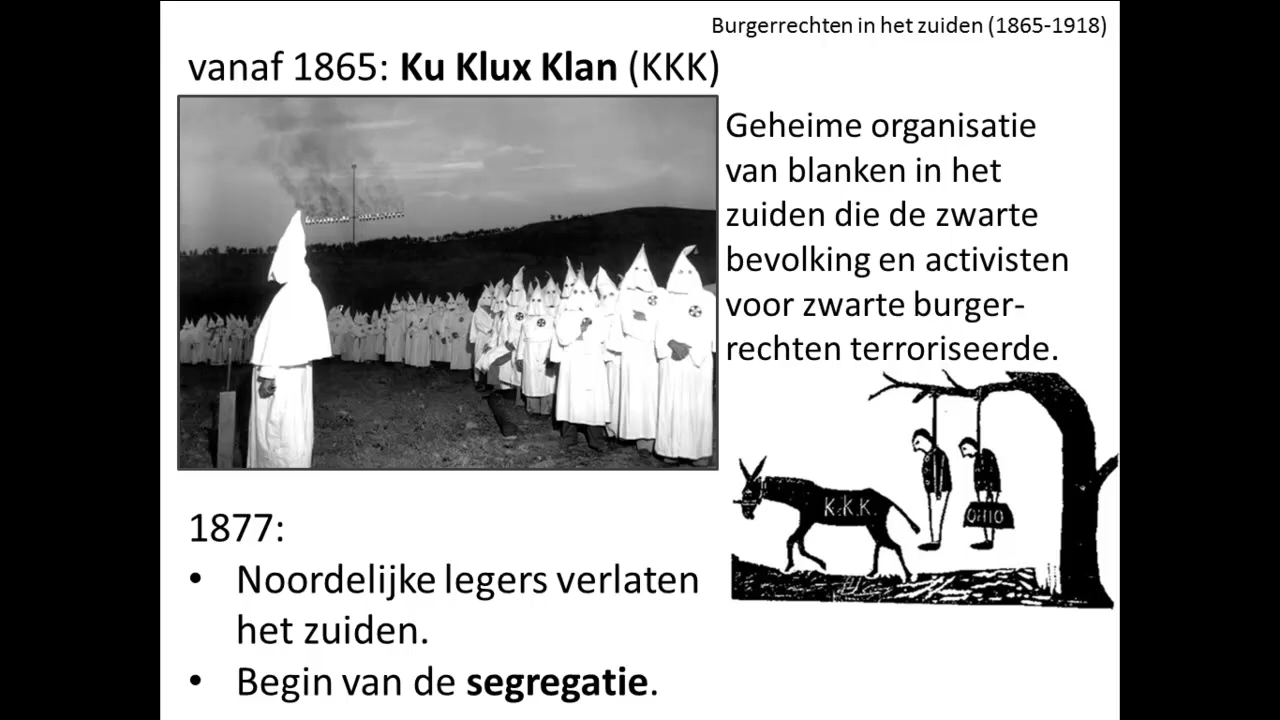 Burgerrechten in het zuiden (1865-1918)
vanaf 1865: Ku Klux Klan (KKK)
Geheime organisatie
van blanken in het
zuiden die de zwarte
bevolking en activisten
voor zwarte burger-
rechten terroriseerde.
K.K.K.
OHIO
1877:
• Noordelijke legers verlaten
het zuiden.
• Begin van de segregatie.